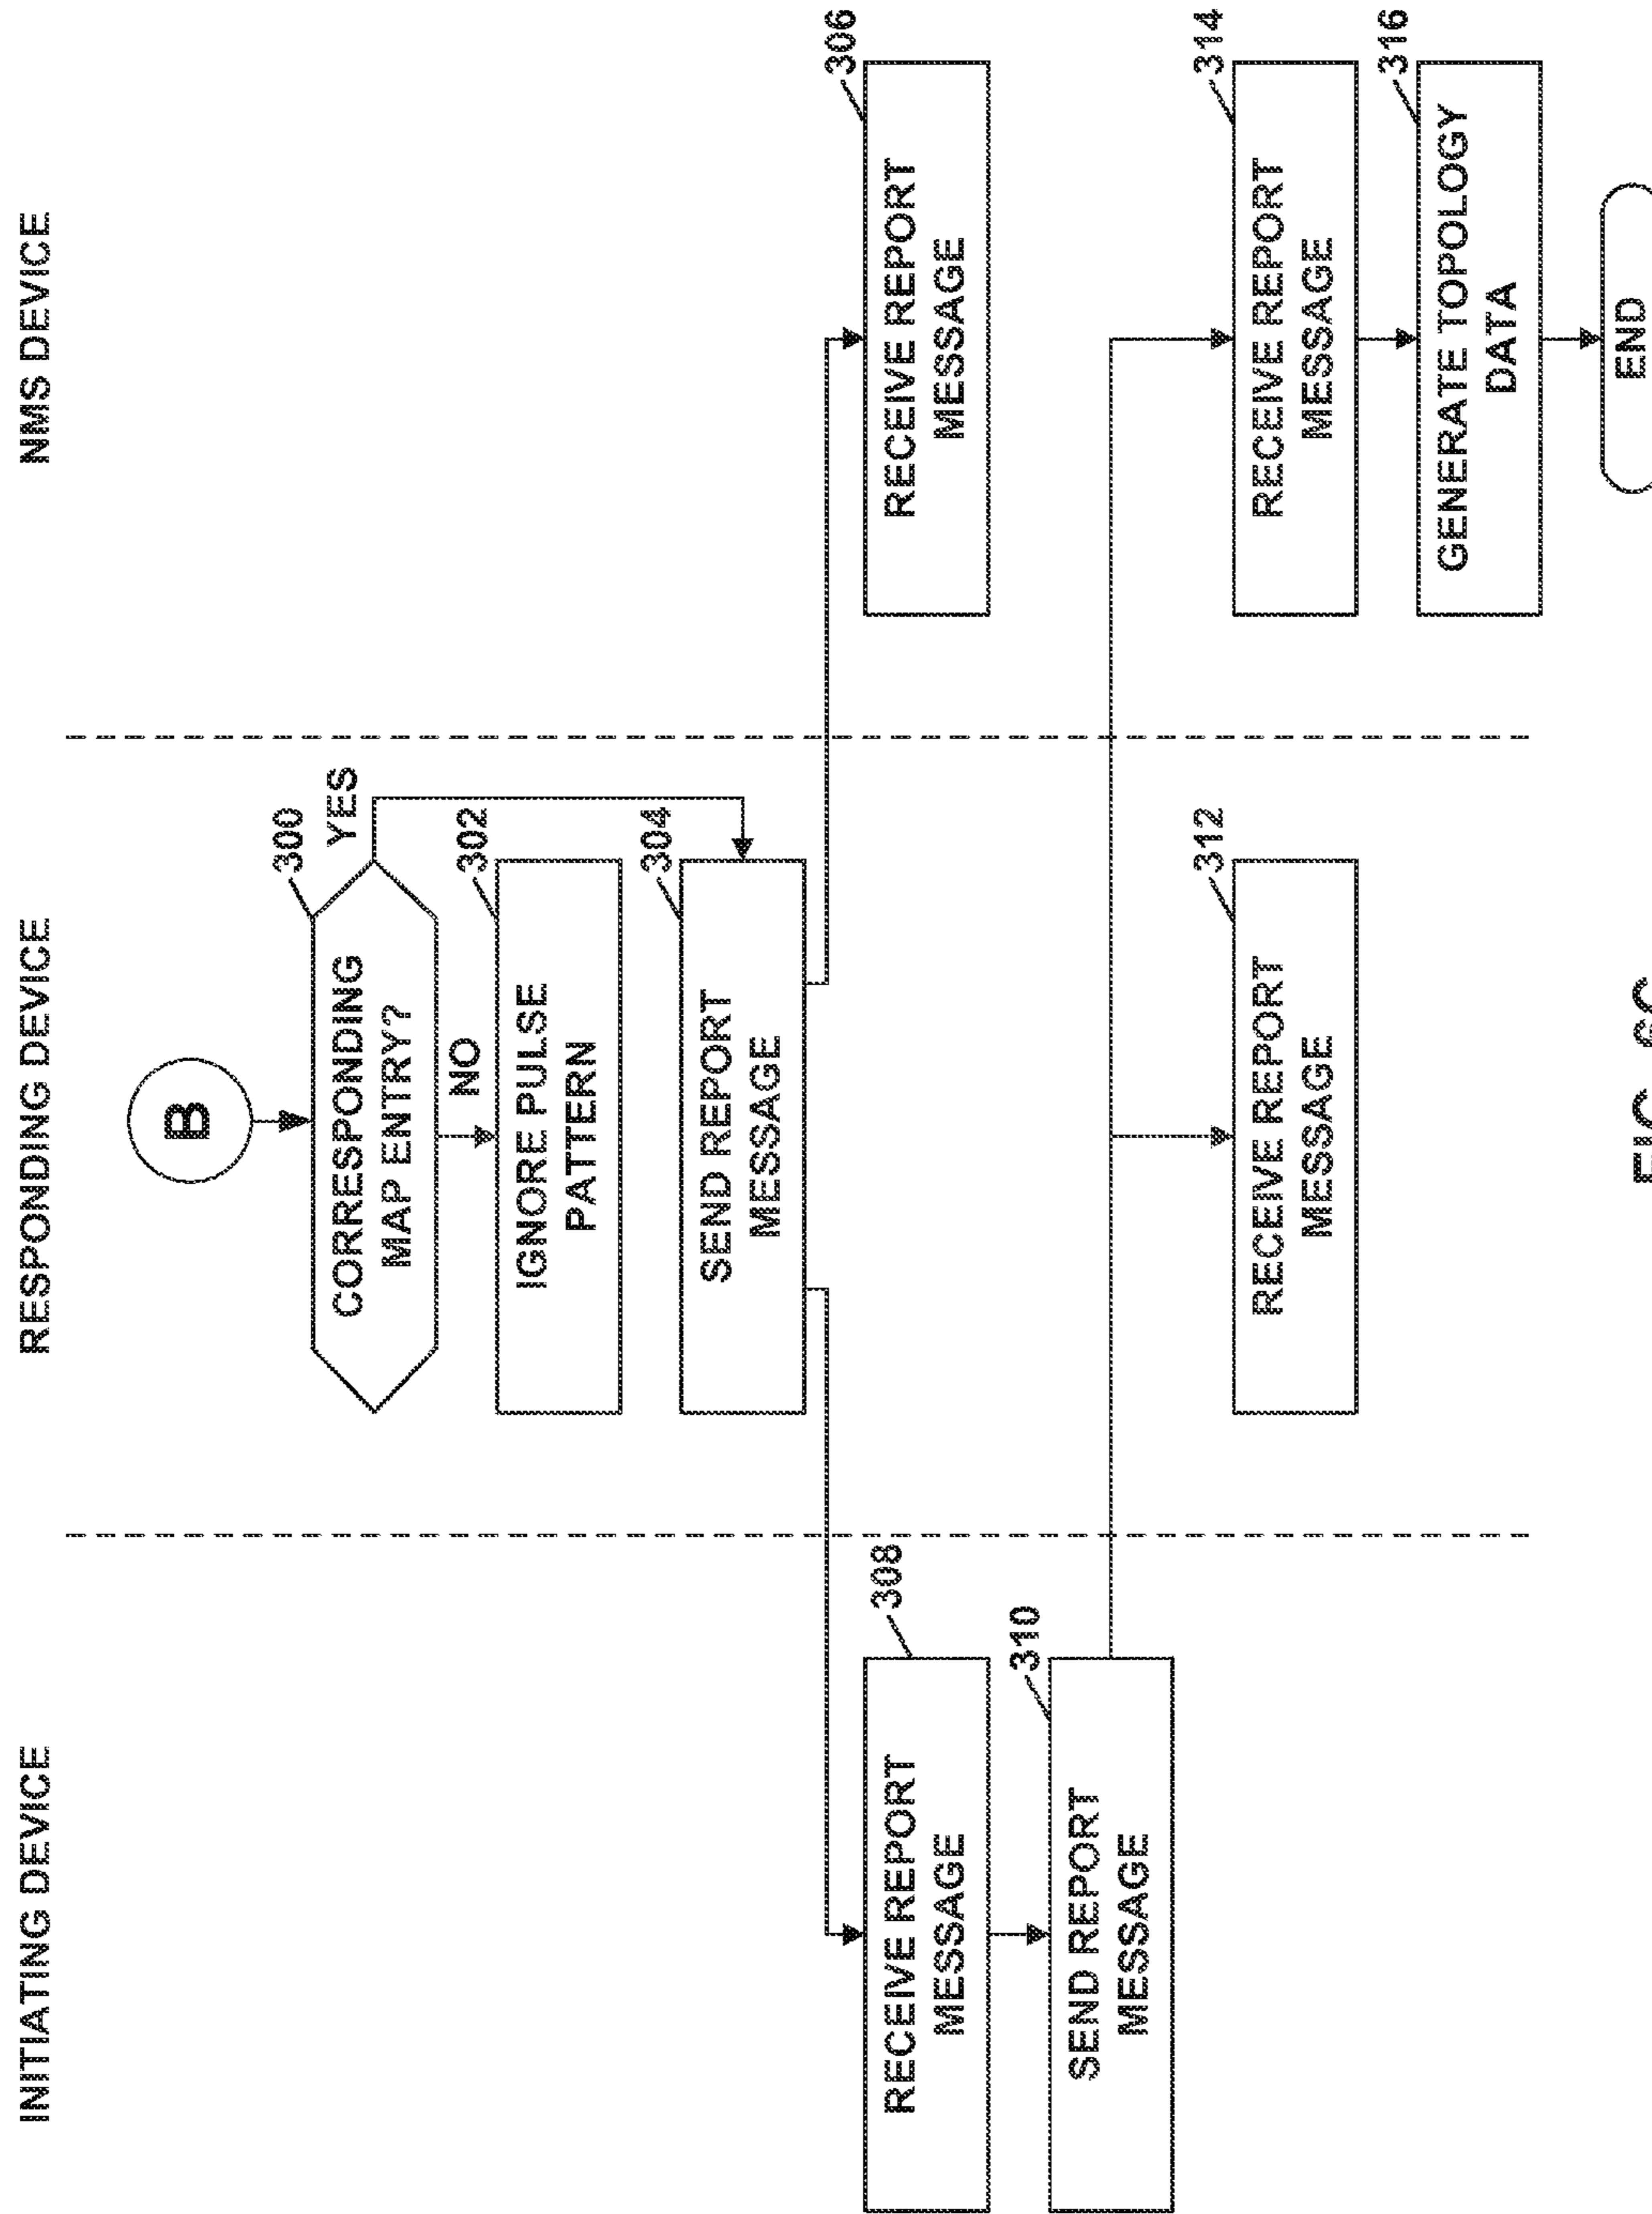 INITIATING DEVICE
RESPONDING DEVICE
NMS DEVICE
B
300
CORRESPONDING
MAP ENTRY?
YES
NO
302
IGNORE PULSE
PATTERN
304
SEND REPORT
MESSAGE
306
RECEIVE REPORT
MESSAGE
308
RECEIVE REPORT
MESSAGE
310
SEND REPORT
MESSAGE
312
RECEIVE REPORT
MESSAGE
314
RECEIVE REPORT
MESSAGE
316
GENERATE TOPOLOGY
DATA
END
FIG. 6C